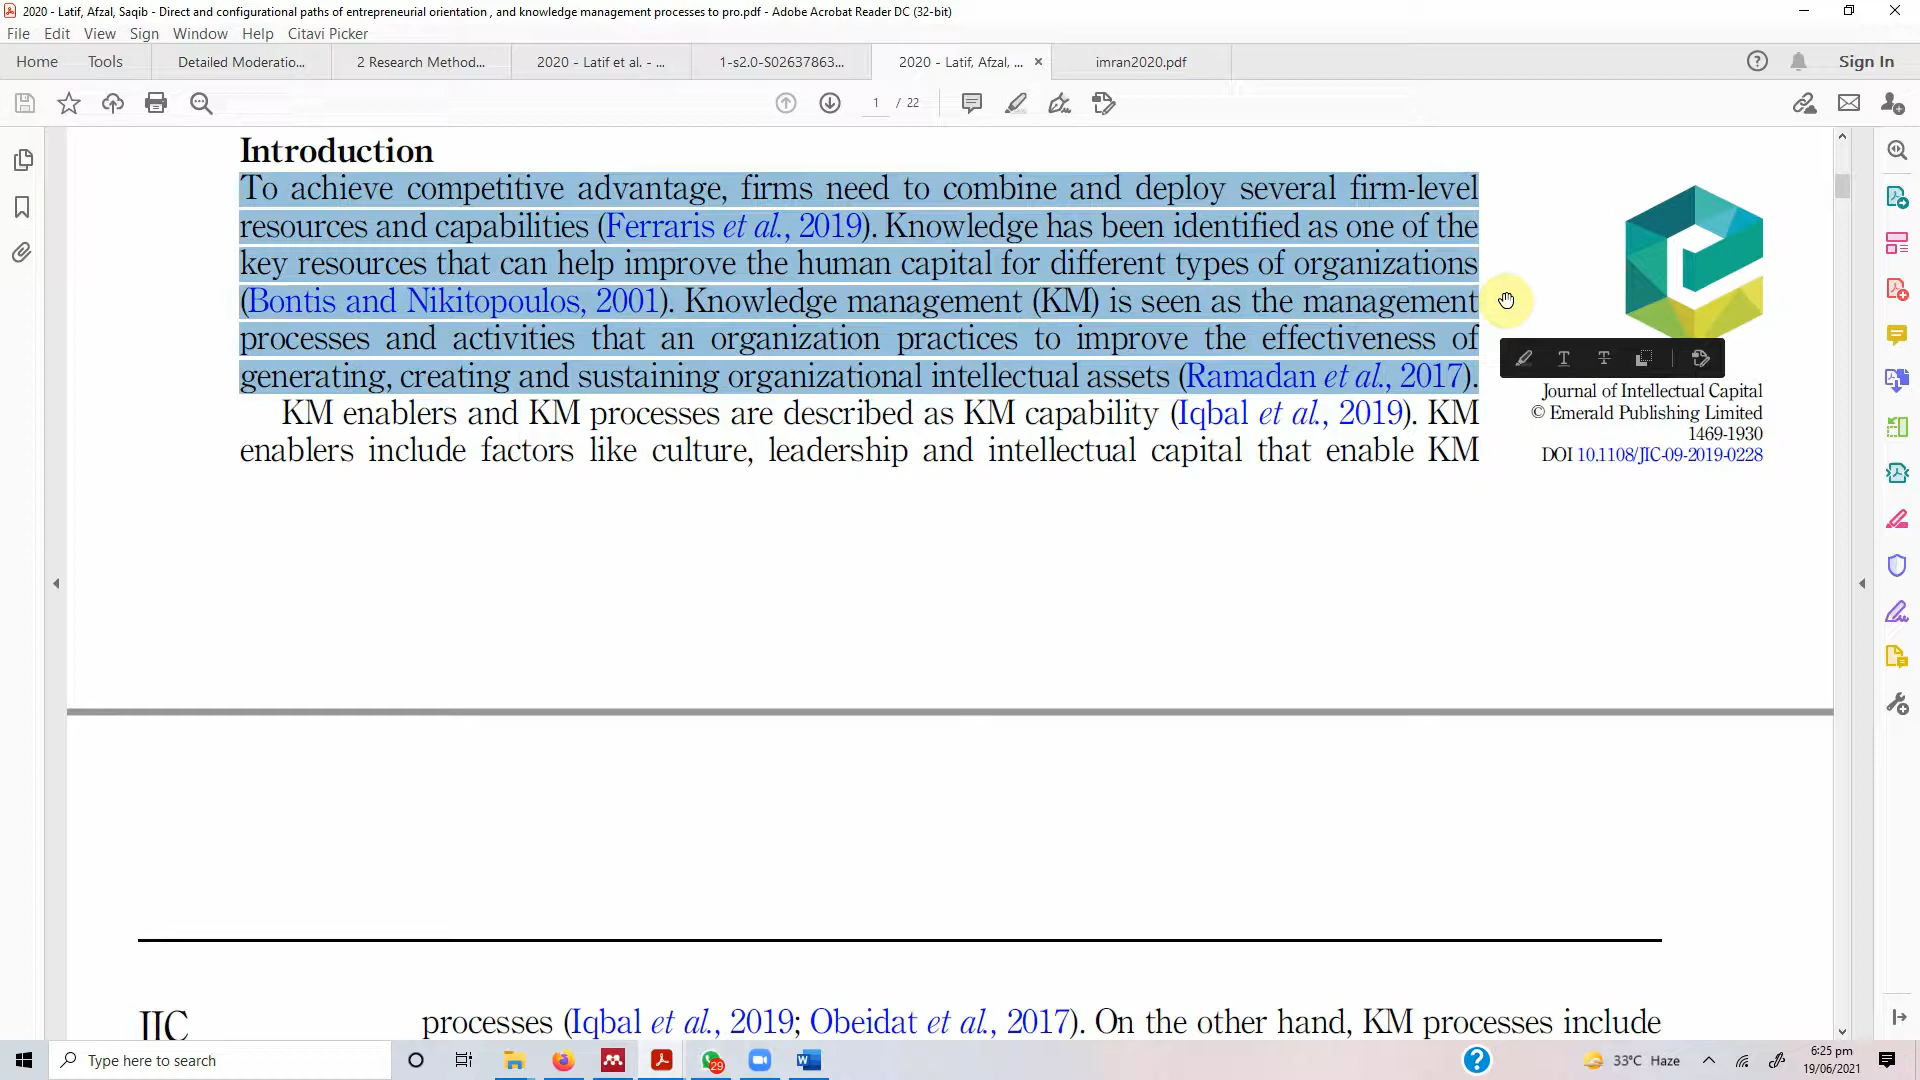 2020 - Latif, Afzal, Saqib - Direct and configurational paths of entrepreneurial orientation , and knowledge management processes to pro.pdf - Adobe Acrobat Reader DC (32-bit)
File Edit View Sign Window Help Citavi Picker
Home Tools Detailed Moderatio... 2 Research Method... 2020 - Latif et al. - ... 1-s2.0-S02637863... 2020 - Latif, Afzal, ... × imran2020.pdf Sign In
1 / 22
Introduction
To achieve competitive advantage, firms need to combine and deploy several firm-level
resources and capabilities (Ferraris et al., 2019). Knowledge has been identified as one of the
key resources that can help improve the human capital for different types of organizations
(Bontis and Nikitopoulos, 2001). Knowledge management (KM) is seen as the management
processes and activities that an organization practices to improve the effectiveness of
generating, creating and sustaining organizational intellectual assets (Ramadan et al., 2017).
KM enablers and KM processes are described as KM capability (Iqbal et al., 2019). KM
enablers include factors like culture, leadership and intellectual capital that enable KM
Journal of Intellectual Capital
© Emerald Publishing Limited
1469-1930
DOI 10.1108/JIC-09-2019-0228
JIC
processes (Iqbal et al., 2019; Obeidat et al., 2017). On the other hand, KM processes include
Type here to search
29
33°C Haze
6:25 pm
19/06/2021